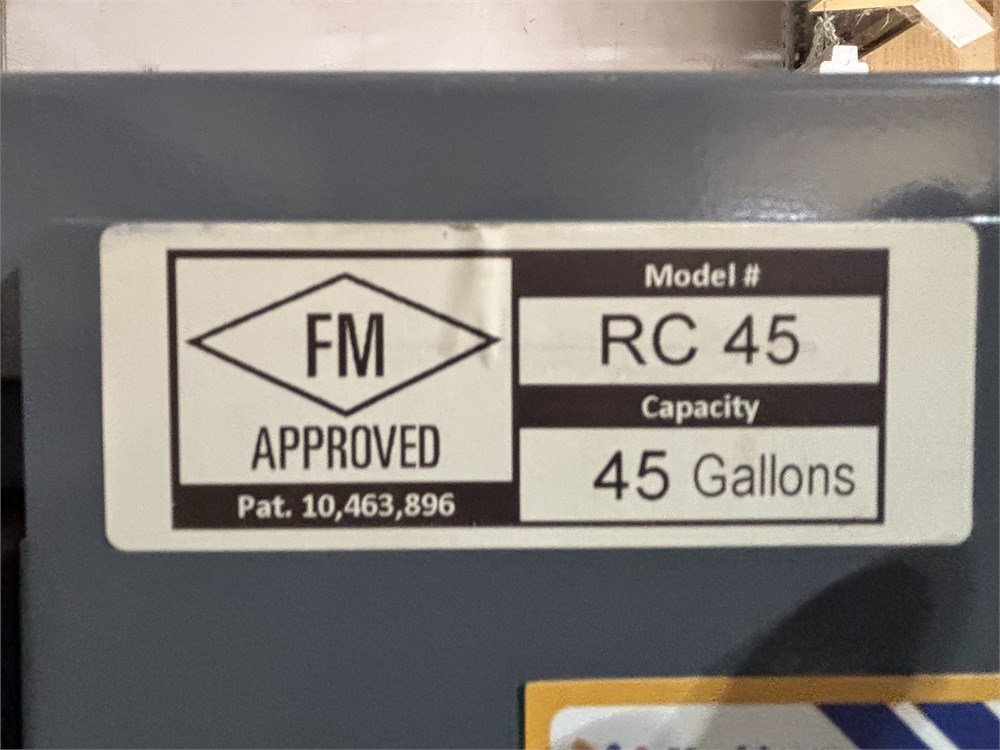 FM
APPROVED
Pat. 10,463,896
Model #
RC 45
Capacity
45 Gallons